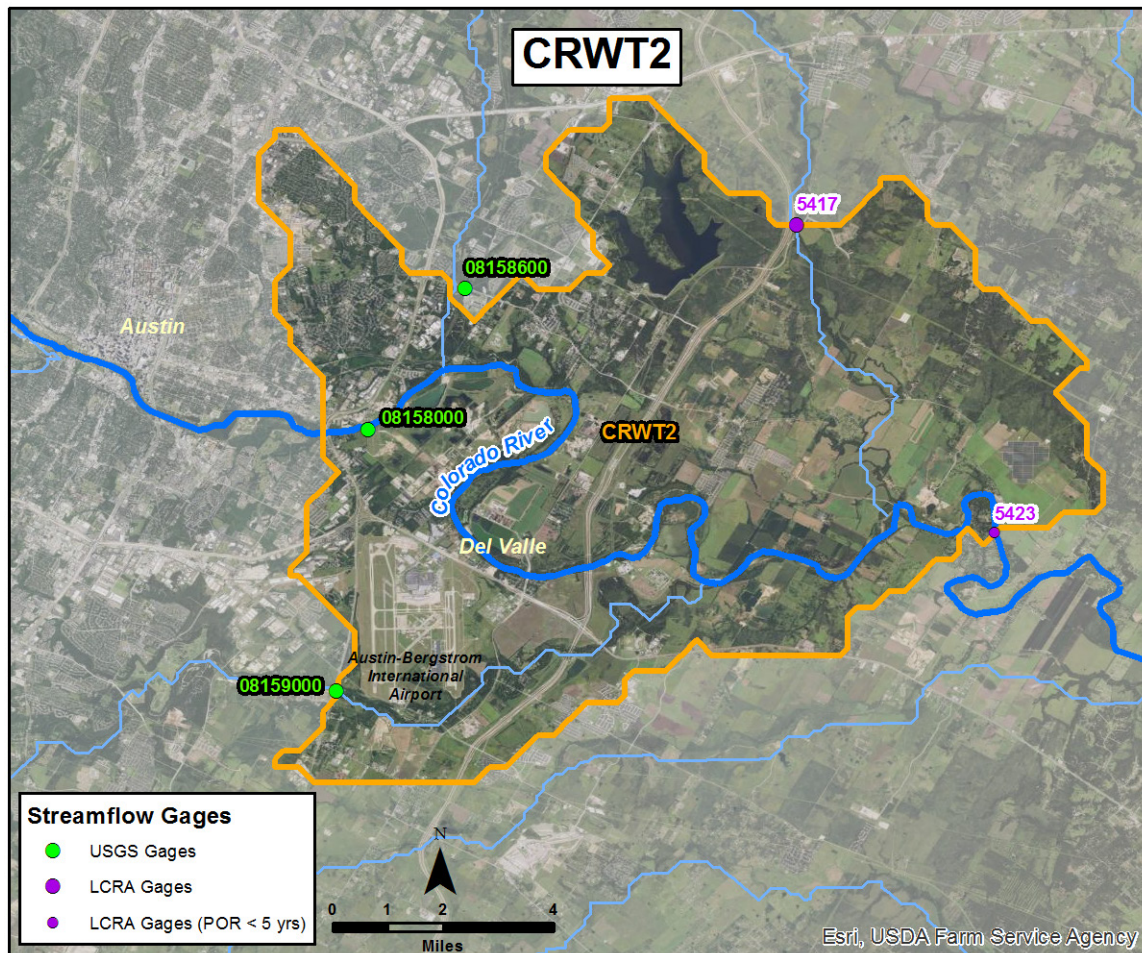 CRWT2
5417
08158600
Austin
08158000
CRWT2
Colorado River
5423
Del Valle
Austin-Bergstrom
International
Airport
08159000
Streamflow Gages
USGS Gages
LCRA Gages
LCRA Gages (POR < 5 yrs)
N
0 2 4
Miles
Esri, USDA Farm Service Agency